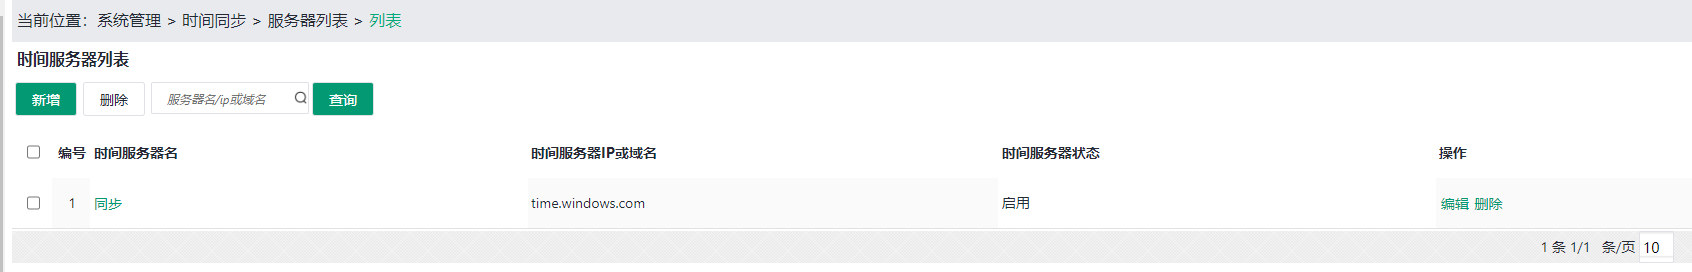 当前位置：系统管理 > 时间同步 > 服务器列表 > 列表
时间服务器列表
新增 删除 服务器名/ip或域名 查询
编号 时间服务器名 时间服务器IP或域名 时间服务器状态 操作
1 同步 time.windows.com 启用 编辑 删除
1 条 1/1 条/页 10